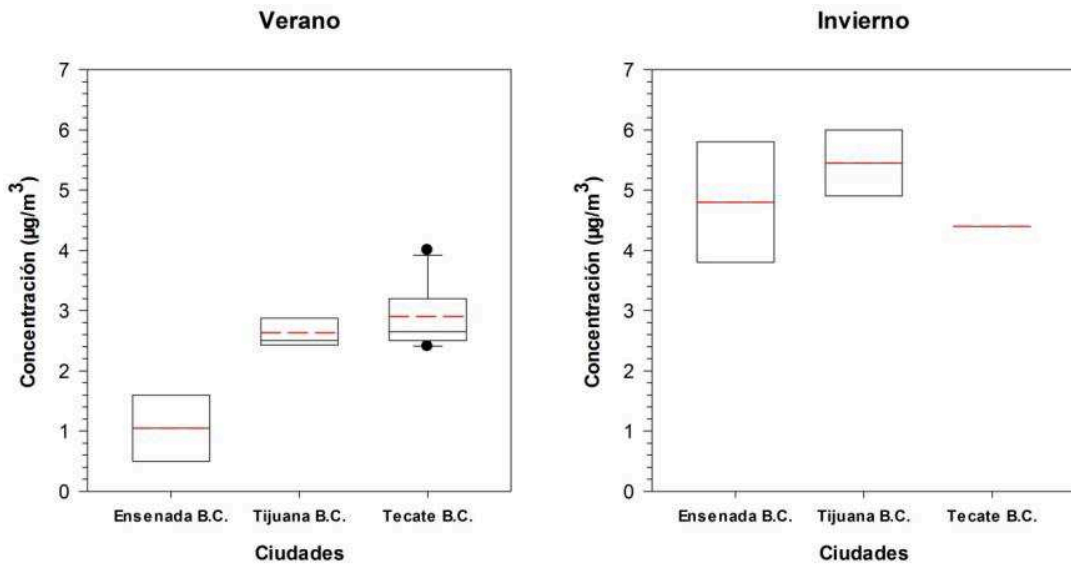 Verano
Concentración (µg/m³)
7
6
5
4
3
2
1
0
Ensenada B.C. Tijuana B.C. Tecate B.C.
Ciudades
Invierno
Concentración (µg/m³)
7
6
5
4
3
2
1
0
Ensenada B.C. Tijuana B.C. Tecate B.C.
Ciudades